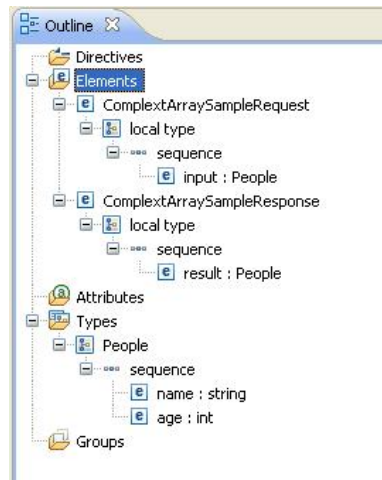 Outline
Directives
Elements
ComplextArraySampleRequest
local type
sequence
input : People
ComplextArraySampleResponse
local type
sequence
result : People
Attributes
Types
People
sequence
name : string
age : int
Groups